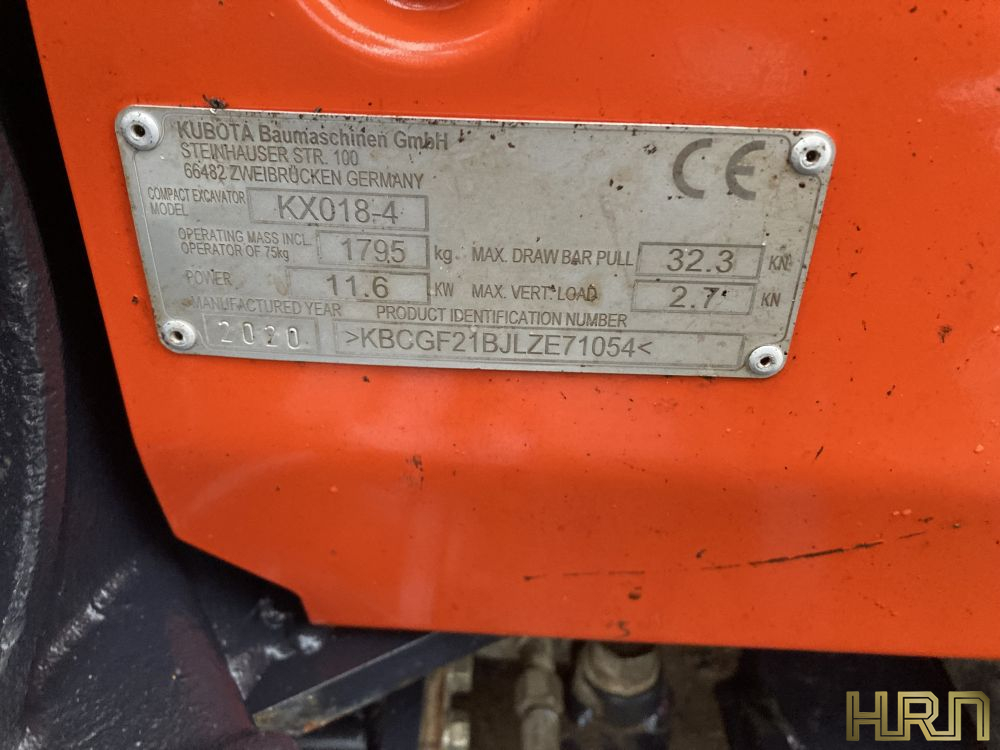 KUBOTA Baumaschinen GmbH
STEINHAUSER STR. 100
66482 ZWEIBRÜCKEN GERMANY
CE
COMPACT EXCAVATOR
MODEL
KX018-4
OPERATING MASS INCL.
OPERATOR OF 75kg
1795 kg
MAX. DRAW BAR PULL 32.3 KN
POWER 11.6 KW
MAX. VERT. LOAD 2.7 KN
MANUFACTURED YEAR
PRODUCT IDENTIFICATION NUMBER
2020
>KBCGF21BJLZE71054<
HRN